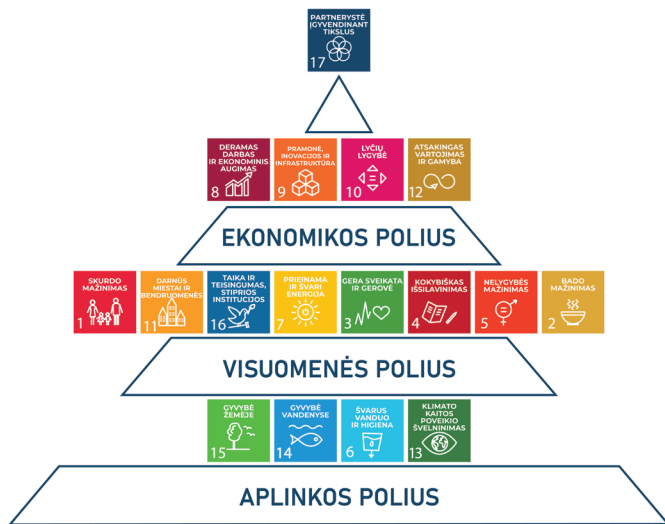 PARTNERYSTĖ
ĮGYVENDINANT
TIKSLUS
17
DERAMAS
DARBAS
IR EKONOMINIS
AUGIMAS
8
PRAMONĖ,
INOVACIJOS IR
INFRASTRUKTŪRA
9
LYČIŲ
LYGYBĖ
10
ATSAKINGAS
VARTOJIMAS
IR GAMYBA
12
EKONOMIKOS POLIUS
SKURDO
MAŽINIMAS
1
DARNŪS
MIESTAI IR
BENDRUOMENĖS
11
TAIKA IR
TEISINGUMAS,
STIPRIOS
INSTITUCIJOS
16
PRIEINAMA
IR ŠVARI
ENERGIJA
7
GERA SVEIKATA
IR GEROVĖ
3
KOKYBIŠKAS
IŠSILAVINIMAS
4
NELYGYBĖS
MAŽINIMAS
5
BADO
MAŽINIMAS
2
VISUOMENĖS POLIUS
GYVYBĖ
ŽEMĖJE
15
GYVYBĖ
VANDENYSE
14
ŠVARUS
VANDUO
IR HIGIENA
6
KLIMATO
KAITOS
POVEIKIO
ŠVELNINIMAS
13
APLINKOS POLIUS